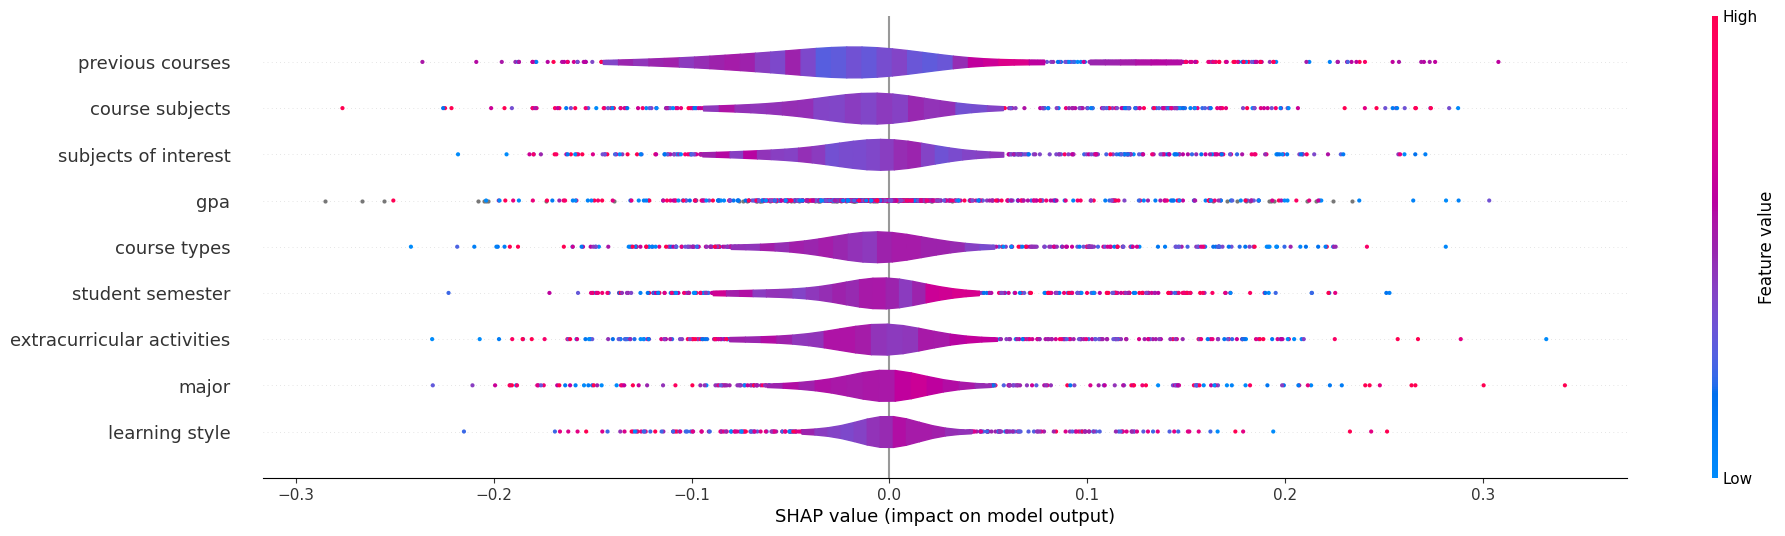 High
previous courses
course subjects
subjects of interest
gpa
course types
student semester
extracurricular activities
major
learning style
Feature value
Low
−0.3 −0.2 −0.1 0.0 0.1 0.2 0.3
SHAP value (impact on model output)